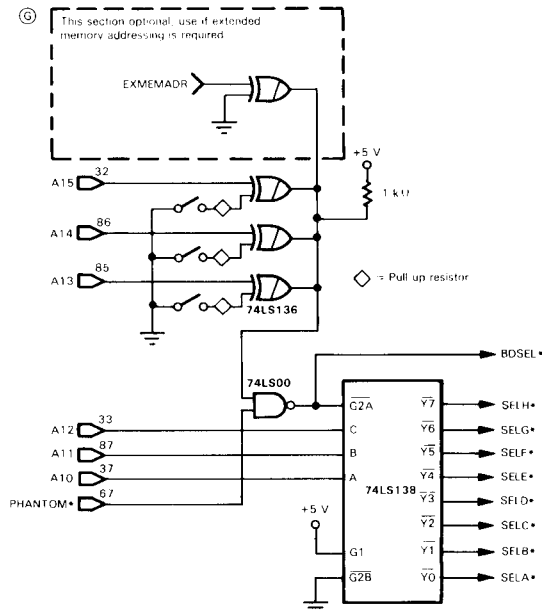 G
This section optional, use if extended
memory addressing is required
EXMEMADR
+5 V
1 kΩ
A15 32
A14 86
A13 85
74LS136
◇ = Pull up resistor
74LS00
BDSEL*
G2A Y7 SELH*
A12 33 C Y6 SELG*
A11 87 B Y5 SELF*
A10 37 A Y4 SELE*
74LS138
PHANTOM* 67 Y3 SELD*
Y2 SELC*
+5 V
G1 Y1 SELB*
G2B Y0 SELA*